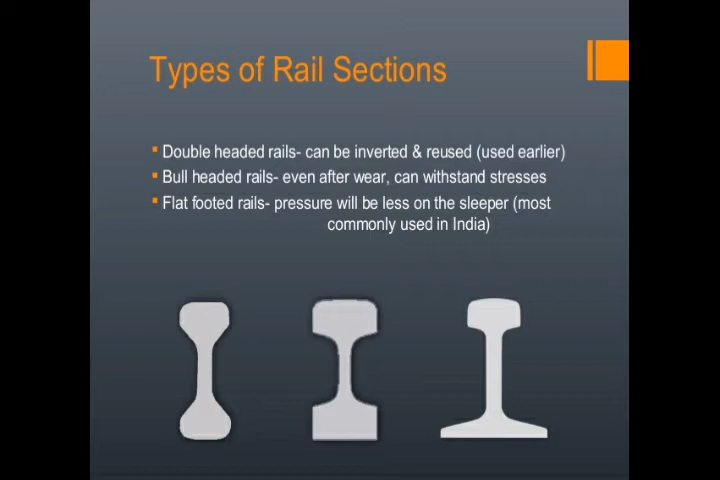 Types of Rail Sections
Double headed rails- can be inverted & reused (used earlier)
Bull headed rails- even after wear, can withstand stresses
Flat footed rails- pressure will be less on the sleeper (most
commonly used in India)